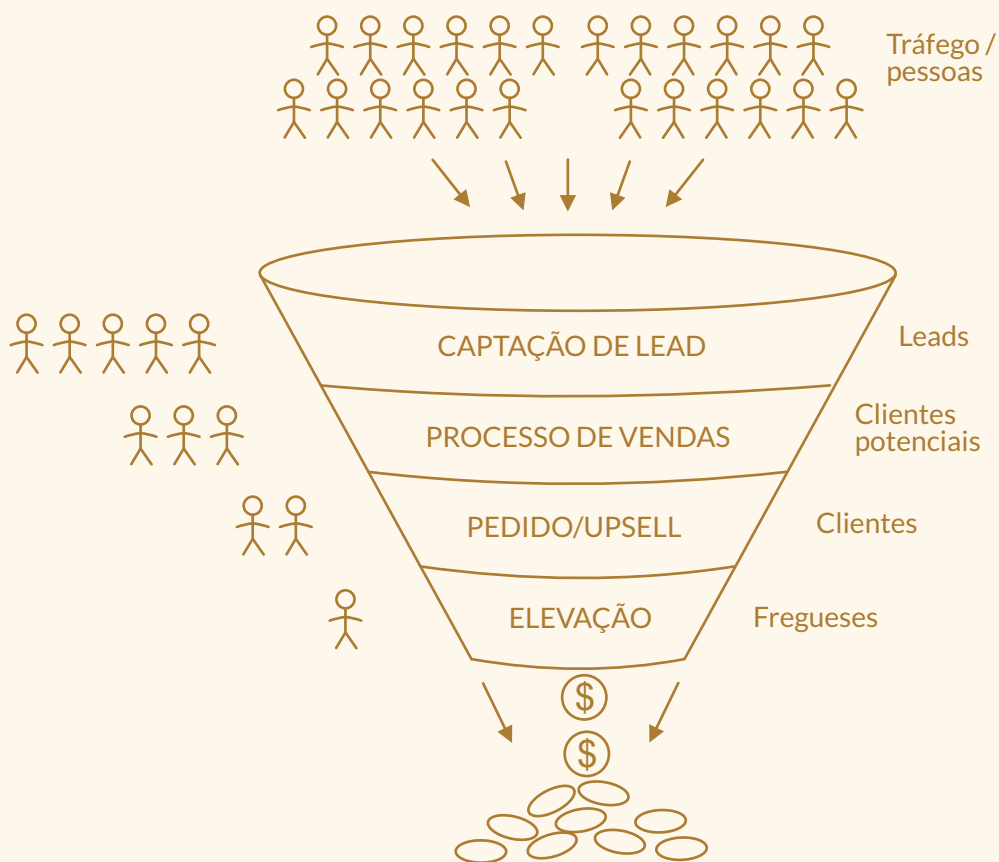 Tráfego /
pessoas
CAPTAÇÃO DE LEAD
Leads
PROCESSO DE VENDAS
Clientes
potenciais
PEDIDO/UPSELL
Clientes
ELEVAÇÃO
Fregueses
$
$